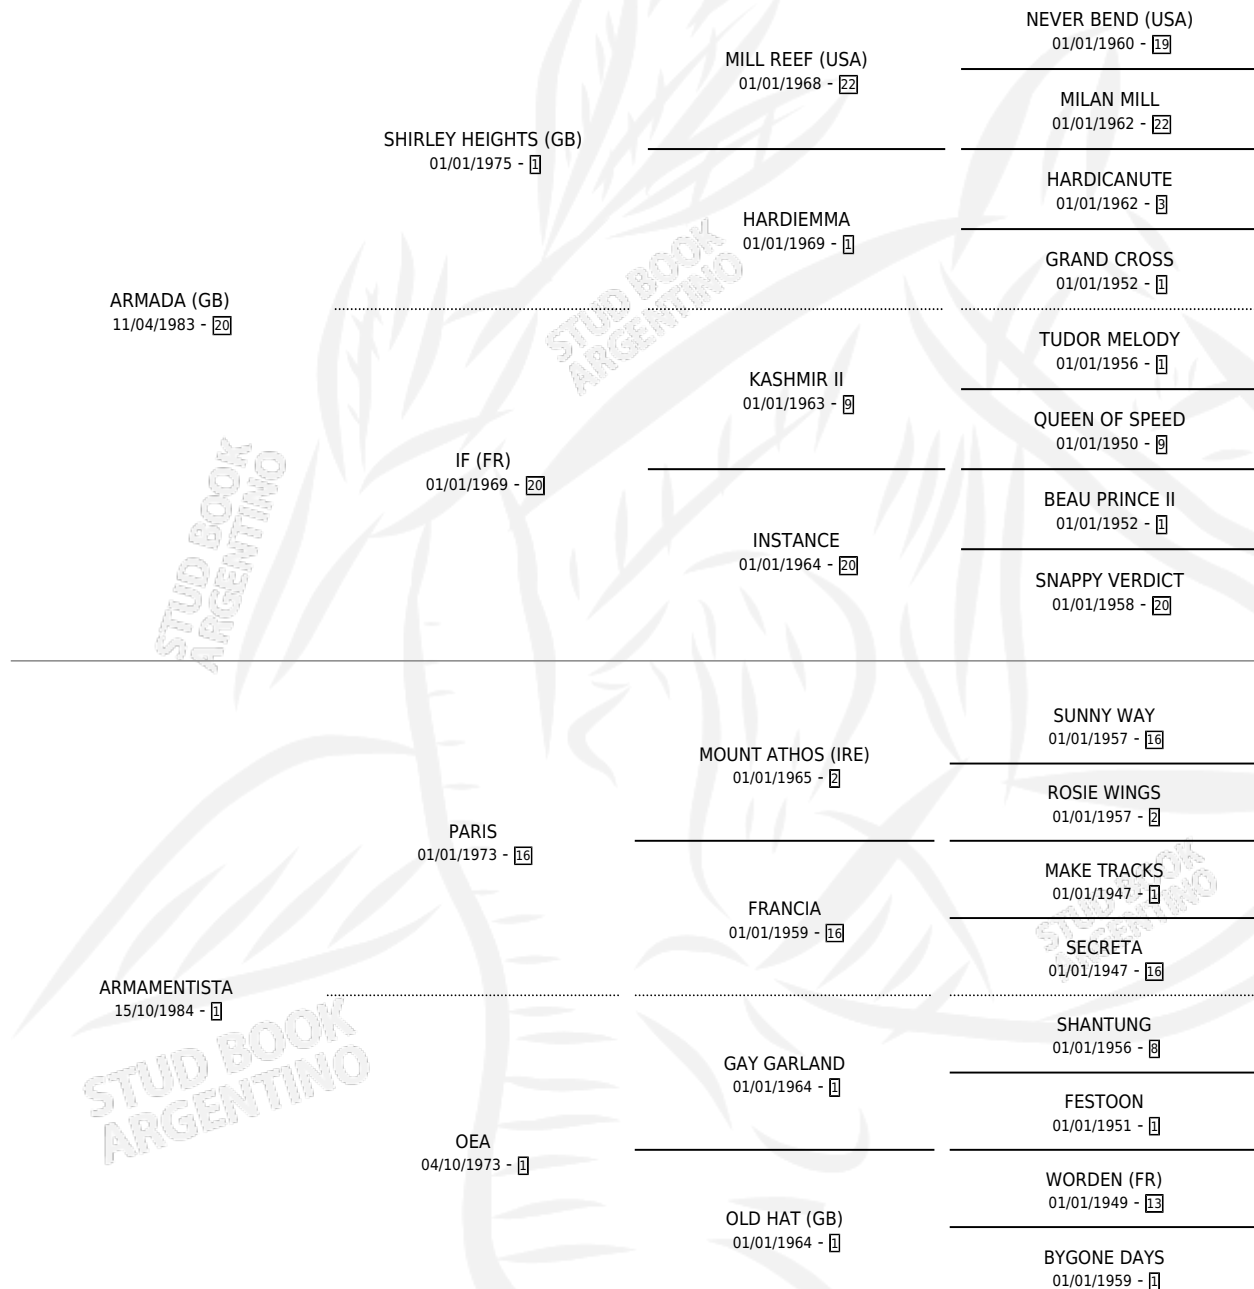 ARMADA (GB)
11/04/1983 - 20
SHIRLEY HEIGHTS (GB)
01/01/1975 - 1
IF (FR)
01/01/1969 - 20
MILL REEF (USA)
01/01/1968 - 22
HARDIEMMA
01/01/1969 - 1
KASHMIR II
01/01/1963 - 9
INSTANCE
01/01/1964 - 20
NEVER BEND (USA)
01/01/1960 - 19
MILAN MILL
01/01/1962 - 22
HARDICANUTE
01/01/1962 - 3
GRAND CROSS
01/01/1952 - 1
TUDOR MELODY
01/01/1956 - 1
QUEEN OF SPEED
01/01/1950 - 9
BEAU PRINCE II
01/01/1952 - 1
SNAPPY VERDICT
01/01/1958 - 20
ARMAMENTISTA
15/10/1984 - 1
PARIS
01/01/1973 - 16
OEA
04/10/1973 - 1
MOUNT ATHOS (IRE)
01/01/1965 - 2
FRANCIA
01/01/1959 - 16
GAY GARLAND
01/01/1964 - 1
OLD HAT (GB)
01/01/1964 - 1
SUNNY WAY
01/01/1957 - 16
ROSIE WINGS
01/01/1957 - 2
MAKE TRACKS
01/01/1947 - 1
SECRETA
01/01/1947 - 16
SHANTUNG
01/01/1956 - 8
FESTOON
01/01/1951 - 1
WORDEN (FR)
01/01/1949 - 13
BYGONE DAYS
01/01/1959 - 1
STUD BOOK
ARGENTINO
STUD BOOK
ARGENTINO
STUD BOOK
ARGENTINO
STUD BOOK
ARGENTINO